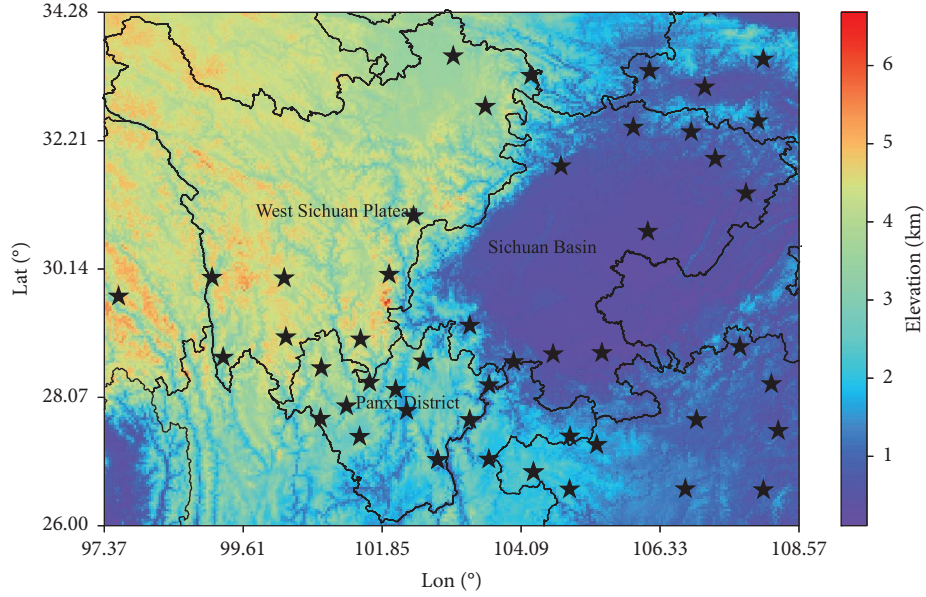 34.28
32.21
30.14
28.07
26.00
Lat (°)
97.37 99.61 101.85 104.09 106.33 108.57
Lon (°)
West Sichuan Plateau
Sichuan Basin
Panxi District
6
5
4
3
2
1
Elevation (km)